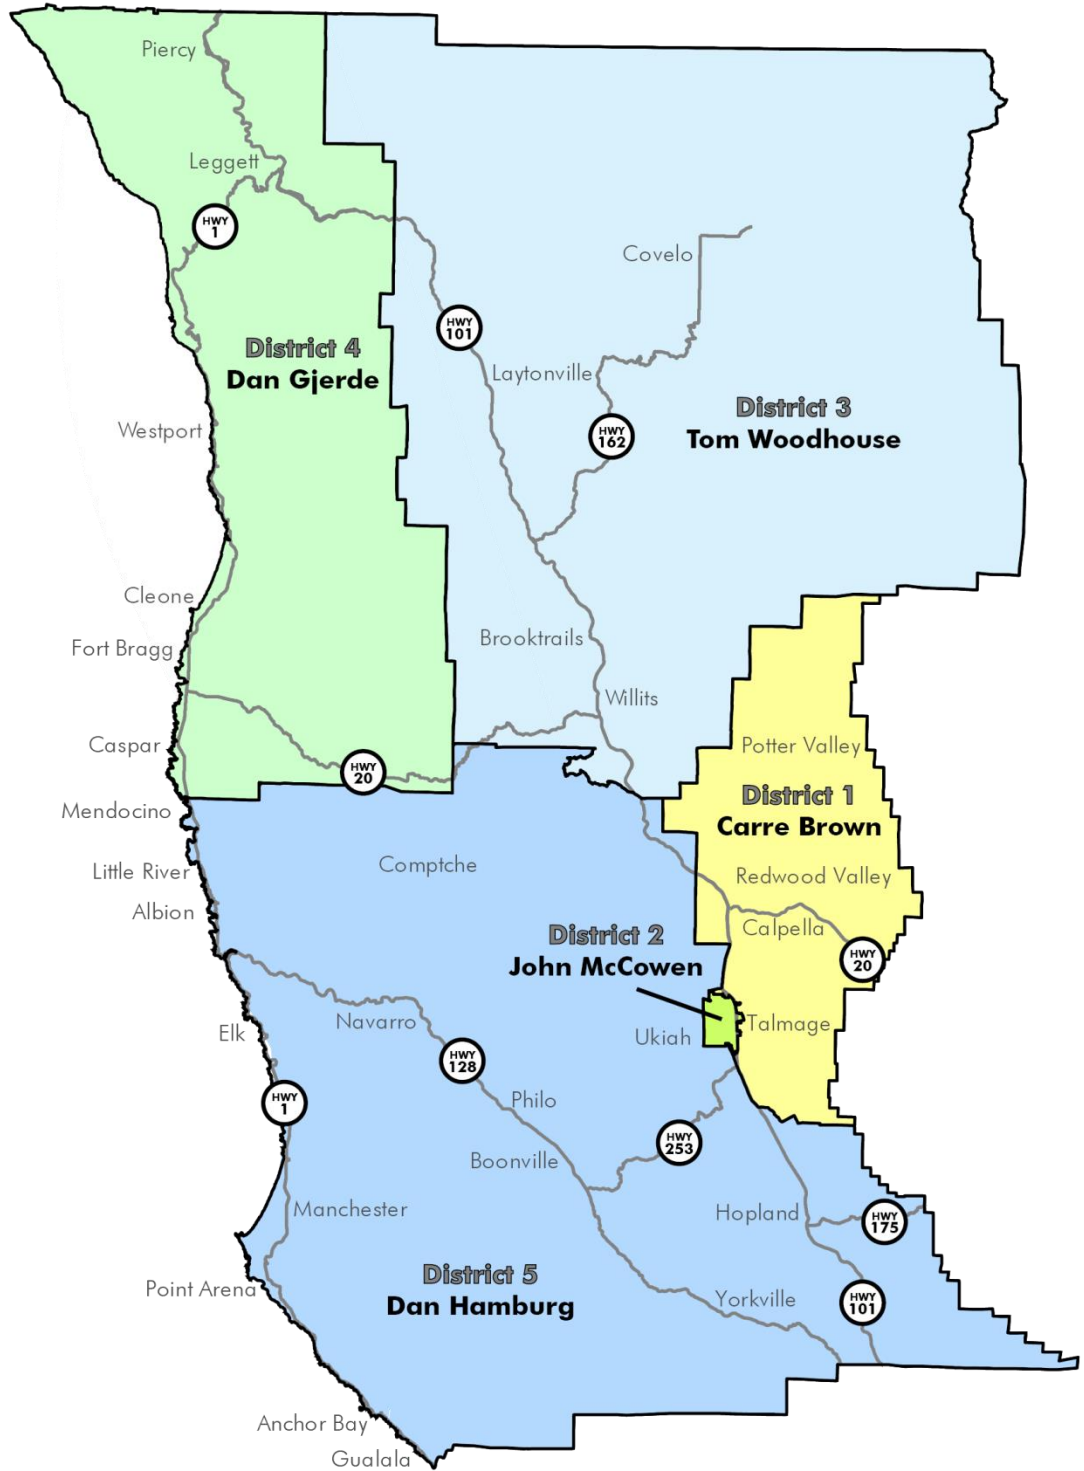 Piercy
Leggett
HWY
1
Covelo
HWY
101
District 4
Dan Gjerde
Laytonville
District 3
Tom Woodhouse
Westport
HWY
162
Cleone
Fort Bragg
Brooktrails
Willits
Caspar
Potter Valley
HWY
20
District 1
Carre Brown
Mendocino
Comptche
Little River
Redwood Valley
Albion
Calpella
District 2
John McCowen
HWY
20
Navarro
Elk
Ukiah
Talmage
HWY
128
HWY
1
Philo
HWY
253
Boonville
Manchester
Hopland
HWY
175
Point Arena
District 5
Dan Hamburg
Yorkville
HWY
101
Anchor Bay
Gualala